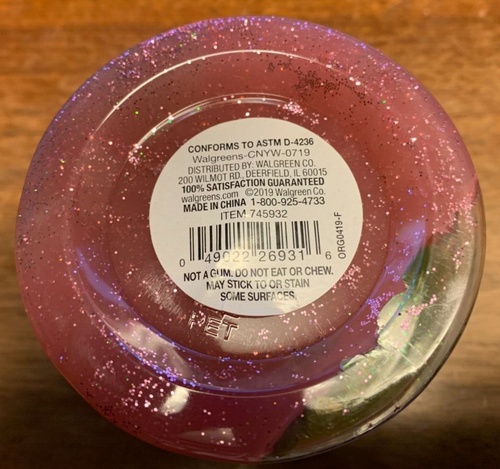 CONFORMS TO ASTM D-4236
Walgreens-CNYW-0719
DISTRIBUTED BY: WALGREEN CO.
200 WILMOT RD., DEERFIELD, IL 60015
100% SATISFACTION GUARANTEED
walgreens.com ©2019 Walgreen Co.
MADE IN CHINA 1-800-925-4733
ITEM 745932
0 49022 26931 6
ORG0419-F
NOT A GUM. DO NOT EAT OR CHEW.
MAY STICK TO OR STAIN
SOME SURFACES.
PET